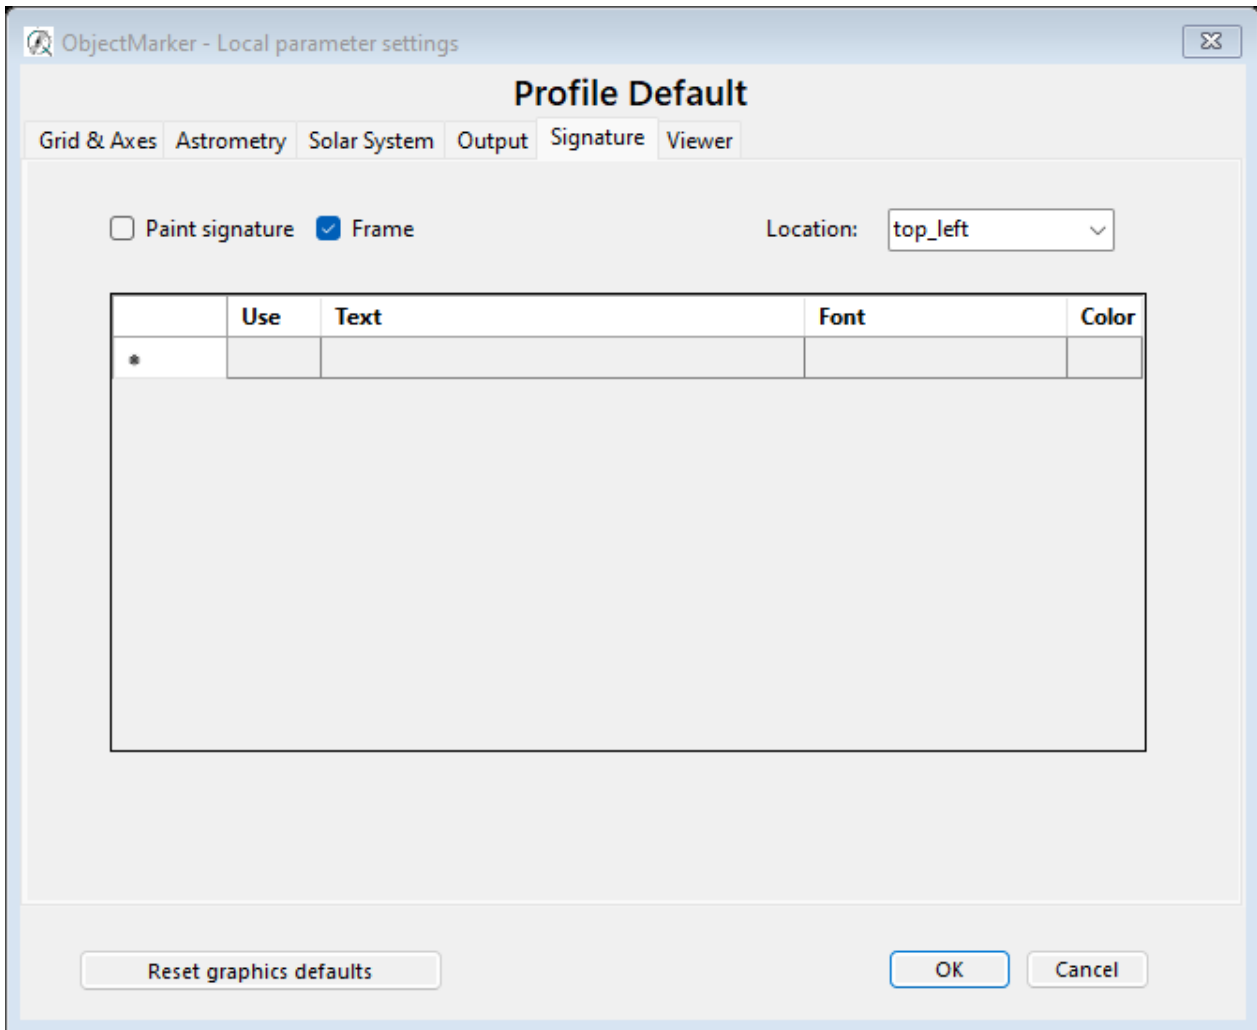 ObjectMarker - Local parameter settings
Profile Default
Grid & Axes Astrometry Solar System Output Signature Viewer
Paint signature Frame Location: top_left
Use Text Font Color
*
Reset graphics defaults OK Cancel